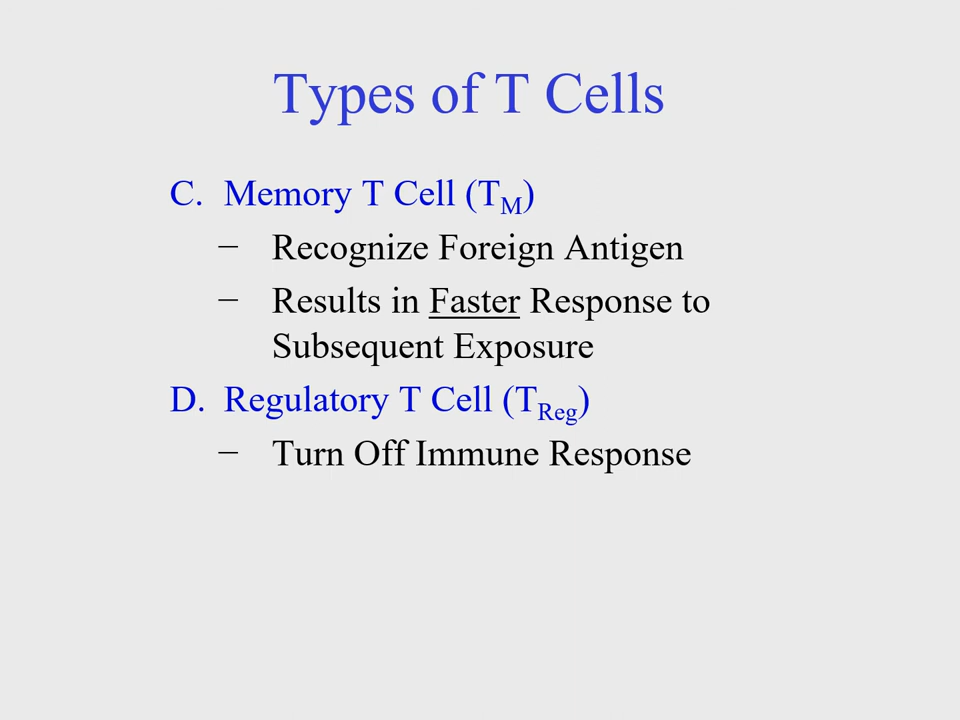 Types of T Cells
C. Memory T Cell (TM)
– Recognize Foreign Antigen
– Results in Faster Response to
Subsequent Exposure
D. Regulatory T Cell (TReg)
– Turn Off Immune Response